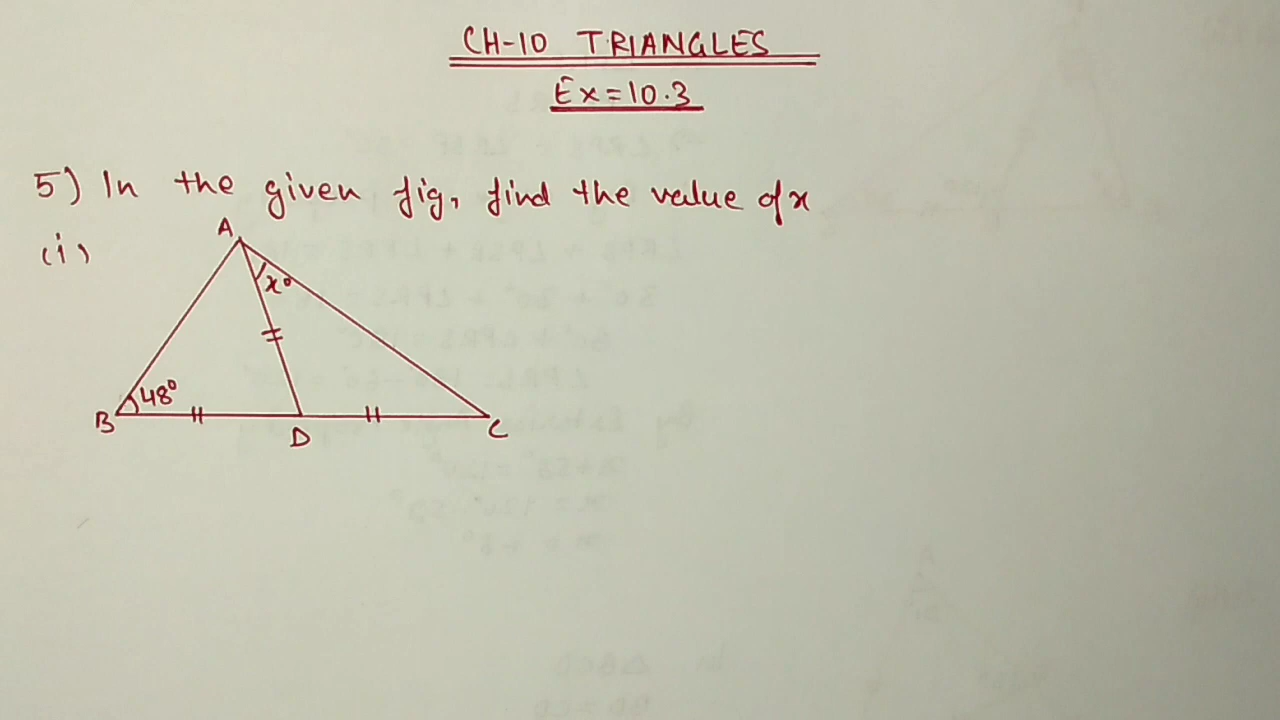 CH-10 TRIANGLES
Ex=10.3
5) In the given fig, find the value of x
(i)
A
x°
48°
B
D
C